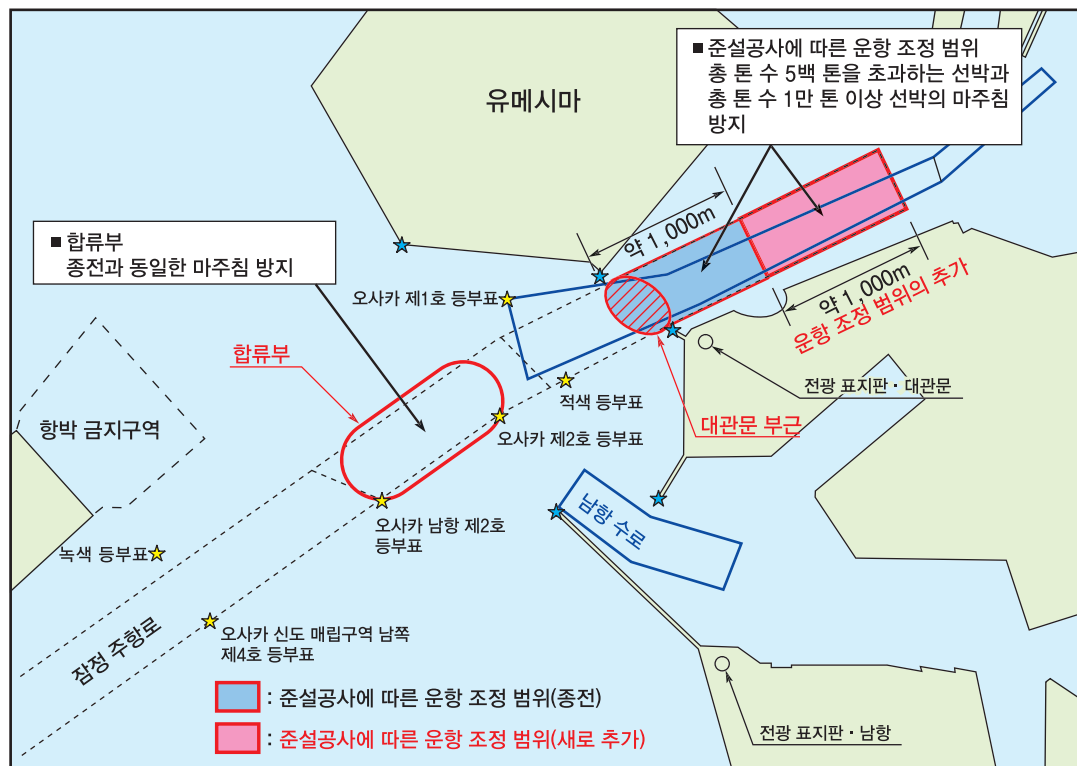 ■ 준설공사에 따른 운항 조정 범위
총 톤 수 5백 톤을 초과하는 선박과
총 톤 수 1만 톤 이상 선박의 마주침
방지
유메시마
■ 합류부
종전과 동일한 마주침 방지
약 1,000m
약 1,000m
운항 조정 범위의 추가
오사카 제1호 등부표
합류부
전광 표지판·대관문
적색 등부표
오사카 제2호 등부표
대관문 부근
항박 금지구역
남항 수로
오사카 남항 제2호
등부표
녹색 등부표
잠정 주항로
오사카 신도 매립구역 남쪽
제4호 등부표
: 준설공사에 따른 운항 조정 범위(종전)
: 준설공사에 따른 운항 조정 범위(새로 추가)
전광 표지판·남항